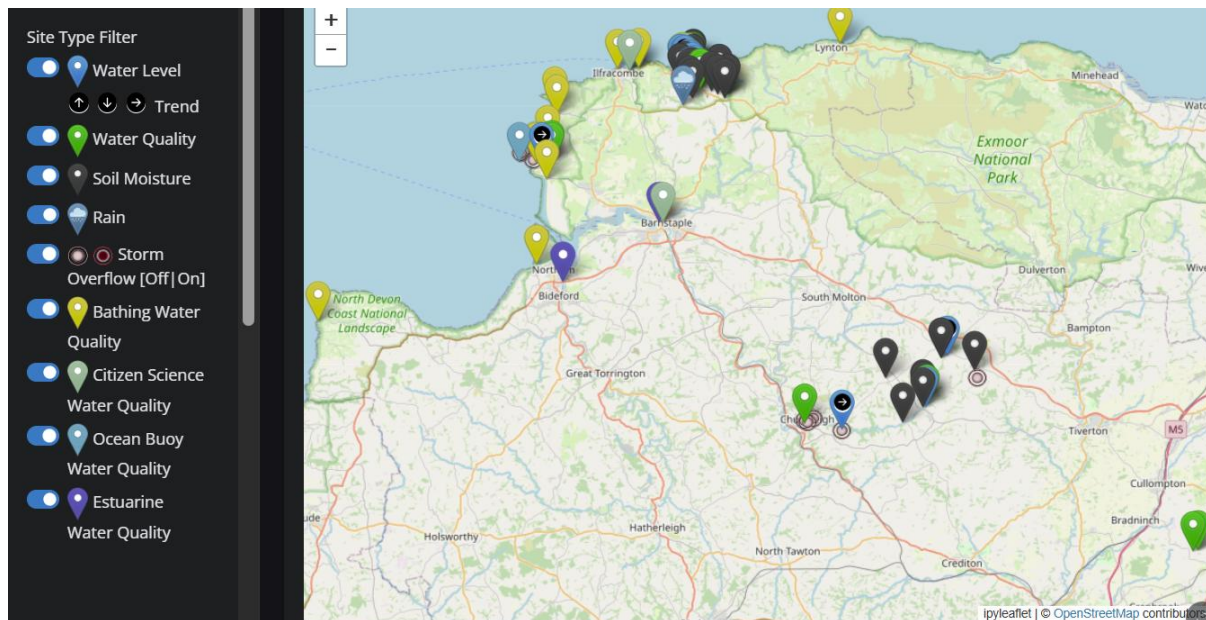 Site Type Filter
Water Level
Trend
Water Quality
Soil Moisture
Rain
Storm
Overflow [Off|On]
Bathing Water
Quality
Citizen Science
Water Quality
Ocean Buoy
Water Quality
Estuarine
Water Quality
+
−
Lynton
Ilfracombe
Minehead
Exmoor
National
Park
Barnstaple
Dulverton
Bideford
North Devon
Coast National
Landscape
South Molton
Bampton
Great Torrington
Tiverton
M5
Cullompton
Bradninch
Hatherleigh
Holsworthy
North Tawton
Crediton
ipyleaflet | © OpenStreetMap contributors